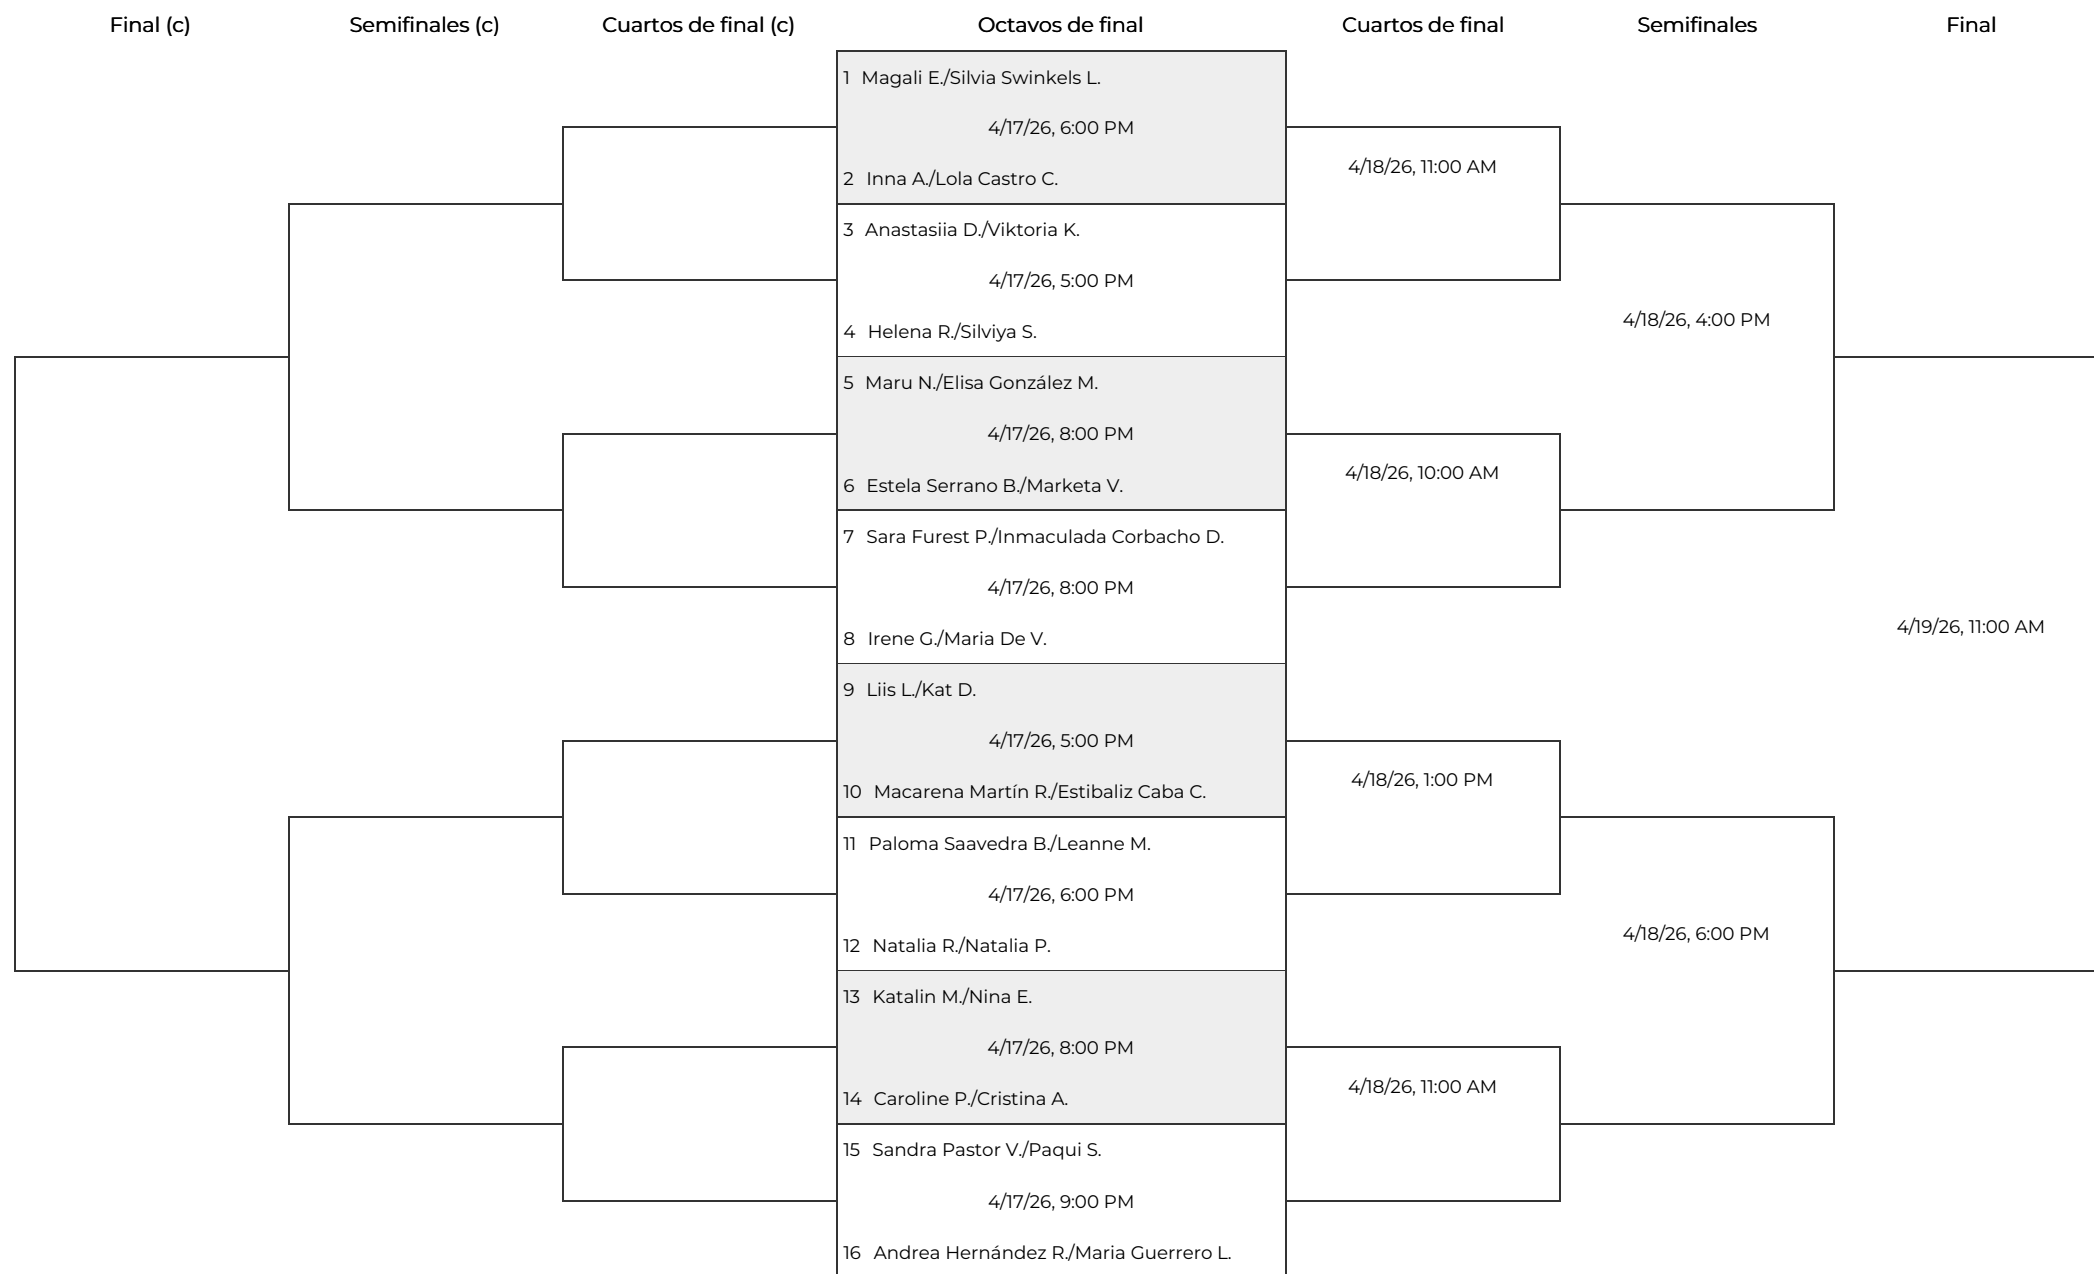 Final (c)
Semifinales (c)
Cuartos de final (c)
Octavos de final
Cuartos de final
Semifinales
Final
1 Magali E./Silvia Swinkels L.
4/17/26, 6:00 PM
2 Inna A./Lola Castro C.
3 Anastasiia D./Viktoria K.
4/17/26, 5:00 PM
4 Helena R./Silviya S.
5 Maru N./Elisa González M.
4/17/26, 8:00 PM
6 Estela Serrano B./Marketa V.
7 Sara Furest P./Inmaculada Corbacho D.
4/17/26, 8:00 PM
8 Irene G./Maria De V.
9 Liis L./Kat D.
4/17/26, 5:00 PM
10 Macarena Martín R./Estibaliz Caba C.
11 Paloma Saavedra B./Leanne M.
4/17/26, 6:00 PM
12 Natalia R./Natalia P.
13 Katalin M./Nina E.
4/17/26, 8:00 PM
14 Caroline P./Cristina A.
15 Sandra Pastor V./Paqui S.
4/17/26, 9:00 PM
16 Andrea Hernández R./Maria Guerrero L.
4/18/26, 11:00 AM
4/18/26, 10:00 AM
4/18/26, 1:00 PM
4/18/26, 11:00 AM
4/18/26, 4:00 PM
4/18/26, 6:00 PM
4/19/26, 11:00 AM